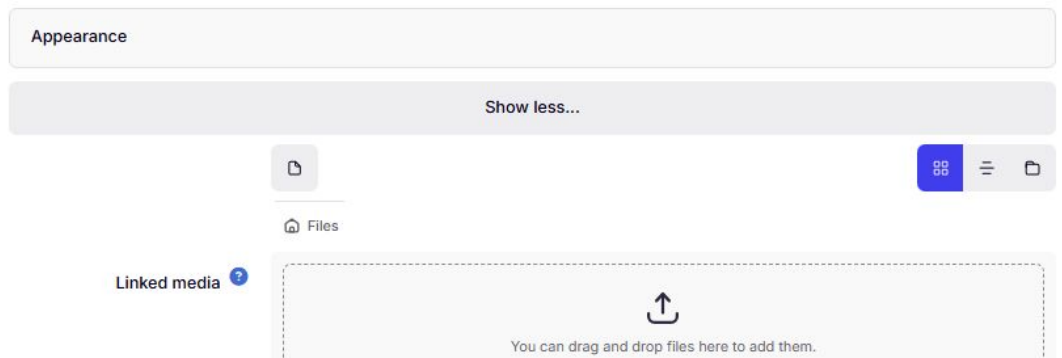 Appearance
Show less...
Files
Linked media ?
You can drag and drop files here to add them.